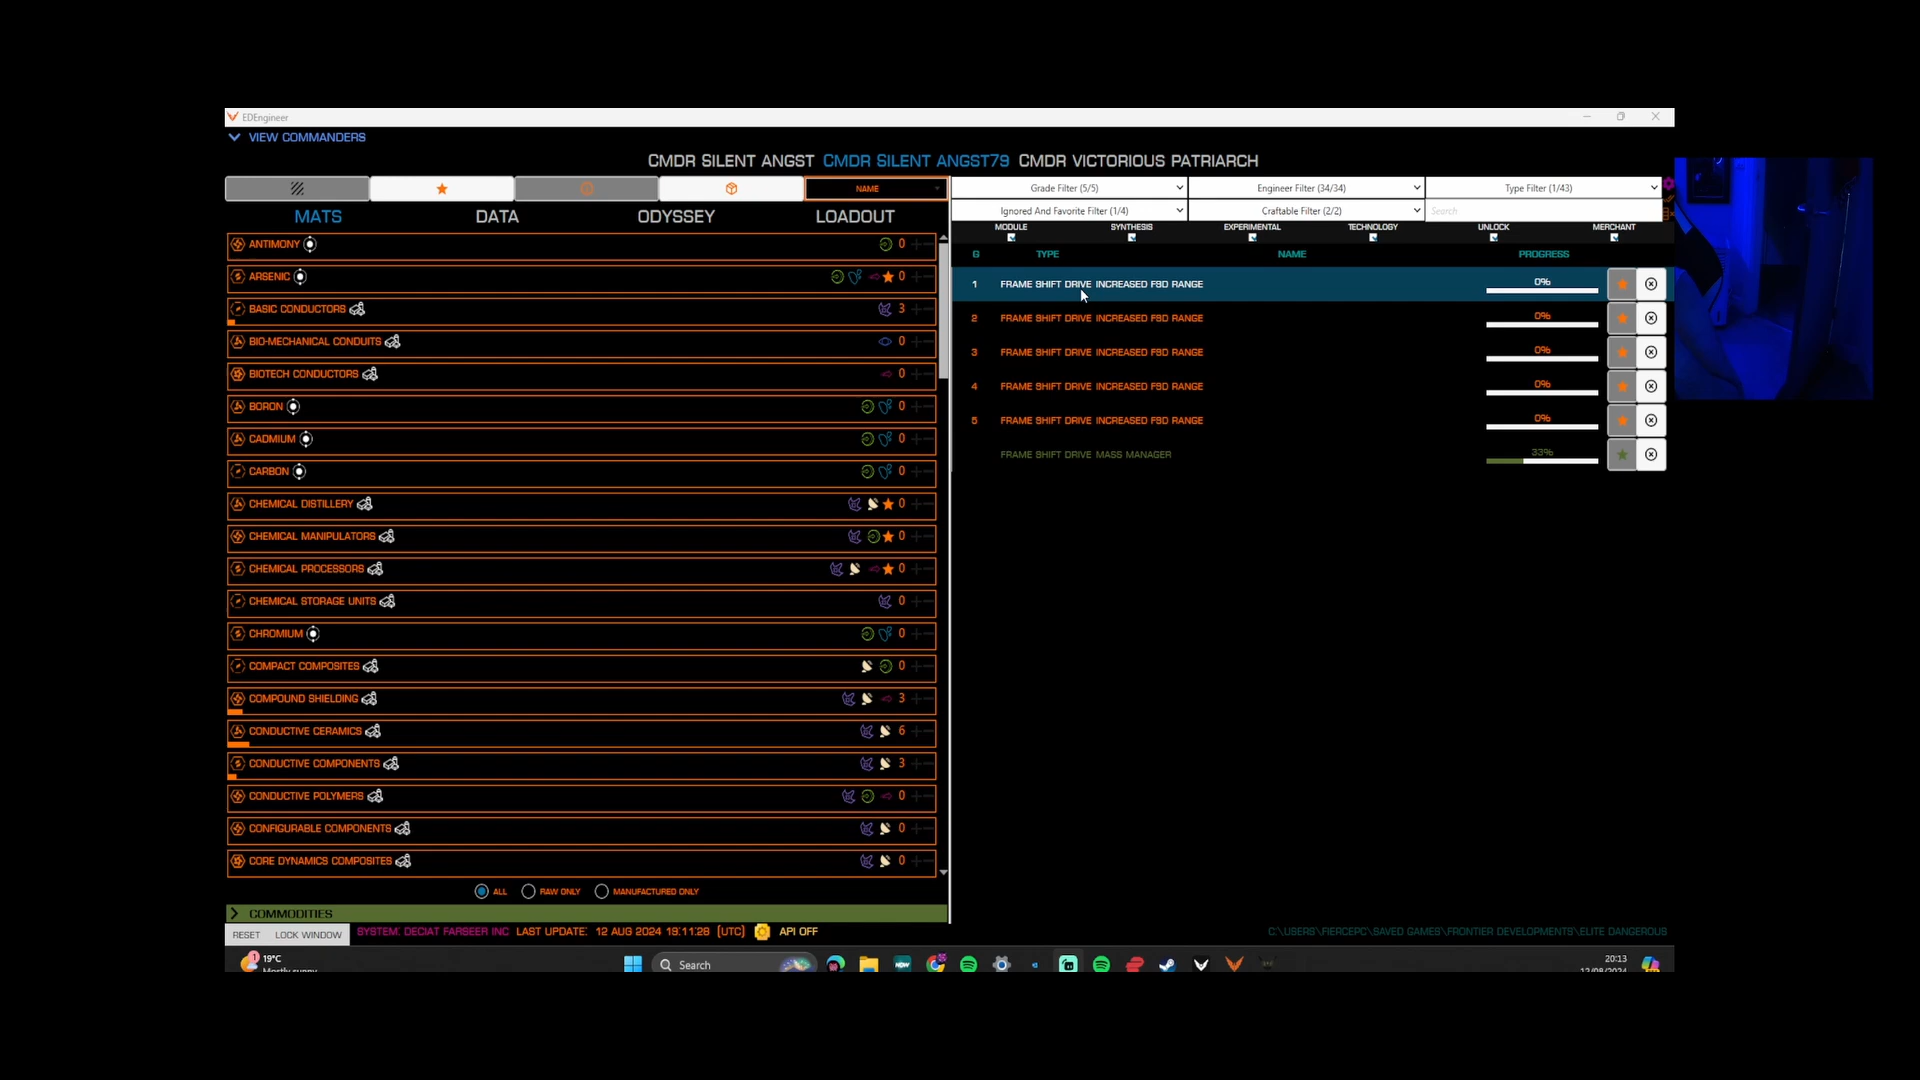 EDEngineer
VIEW COMMANDERS
CMDR SILENT ANGST CMDR SILENT ANGST79 CMDR VICTORIOUS PATRIARCH
NAME
MATS DATA ODYSSEY LOADOUT
ANTIMONY 0
ARSENIC 0
BASIC CONDUCTORS 3
BIO-MECHANICAL CONDUITS 0
BIOTECH CONDUCTORS 0
BORON 0
CADMIUM 0
CARBON 0
CHEMICAL DISTILLERY 0
CHEMICAL MANIPULATORS 0
CHEMICAL PROCESSORS 0
CHEMICAL STORAGE UNITS 0
CHROMIUM 0
COMPACT COMPOSITES 0
COMPOUND SHIELDING 3
CONDUCTIVE CERAMICS 6
CONDUCTIVE COMPONENTS 3
CONDUCTIVE POLYMERS 0
CONFIGURABLE COMPONENTS 0
CORE DYNAMICS COMPOSITES 0
ALL RAW ONLY MANUFACTURED ONLY
COMMODITIES
Grade Filter (5/5) Engineer Filter (34/34) Type Filter (1/43)
Ignored And Favorite Filter (1/4) Craftable Filter (2/2) Search
MODULE SYNTHESIS EXPERIMENTAL TECHNOLOGY UNLOCK MERCHANT
G TYPE NAME PROGRESS
1 FRAME SHIFT DRIVE INCREASED FSD RANGE 0%
2 FRAME SHIFT DRIVE INCREASED FSD RANGE 0%
3 FRAME SHIFT DRIVE INCREASED FSD RANGE 0%
4 FRAME SHIFT DRIVE INCREASED FSD RANGE 0%
5 FRAME SHIFT DRIVE INCREASED FSD RANGE 0%
FRAME SHIFT DRIVE MASS MANAGER 33%
RESET LOCK WINDOW SYSTEM: DECIAT FARSEER INC LAST UPDATE: 12 AUG 2024 19:11:28 (UTC) API OFF C:\USERS\FIERCEPC\SAVED GAMES\FRONTIER DEVELOPMENTS\ELITE DANGEROUS
1 19°C
Mostly sunny
Search
20:13
12/08/2024